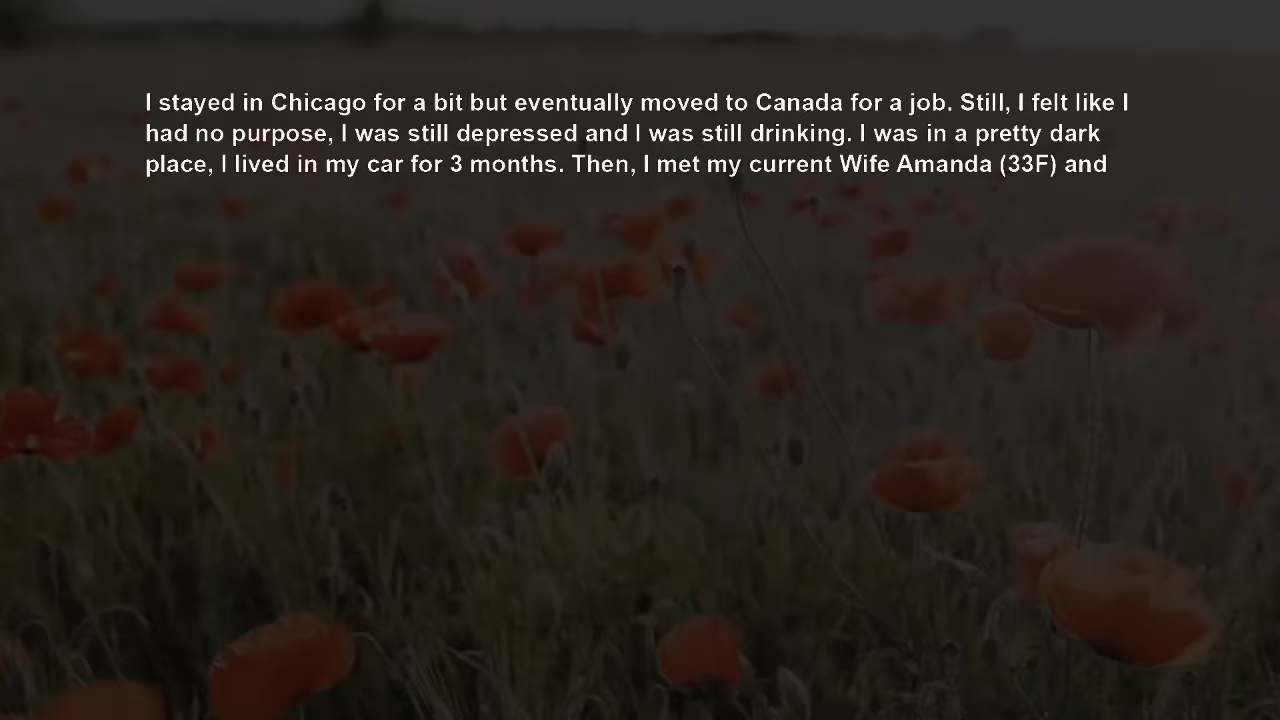 I stayed in Chicago for a bit but eventually moved to Canada for a job. Still, I felt like I
had no purpose, I was still depressed and I was still drinking. I was in a pretty dark
place, I lived in my car for 3 months. Then, I met my current Wife Amanda (33F) and